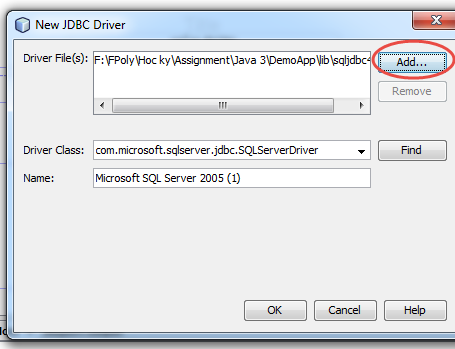 New JDBC Driver
Driver File(s):
F:\FPoly\Hoc ky\Assignment\Java 3\DemoApp\lib\sqljdbc4
Add...
Remove
Driver Class:
com.microsoft.sqlserver.jdbc.SQLServerDriver
Find
Name:
Microsoft SQL Server 2005 (1)
OK
Cancel
Help